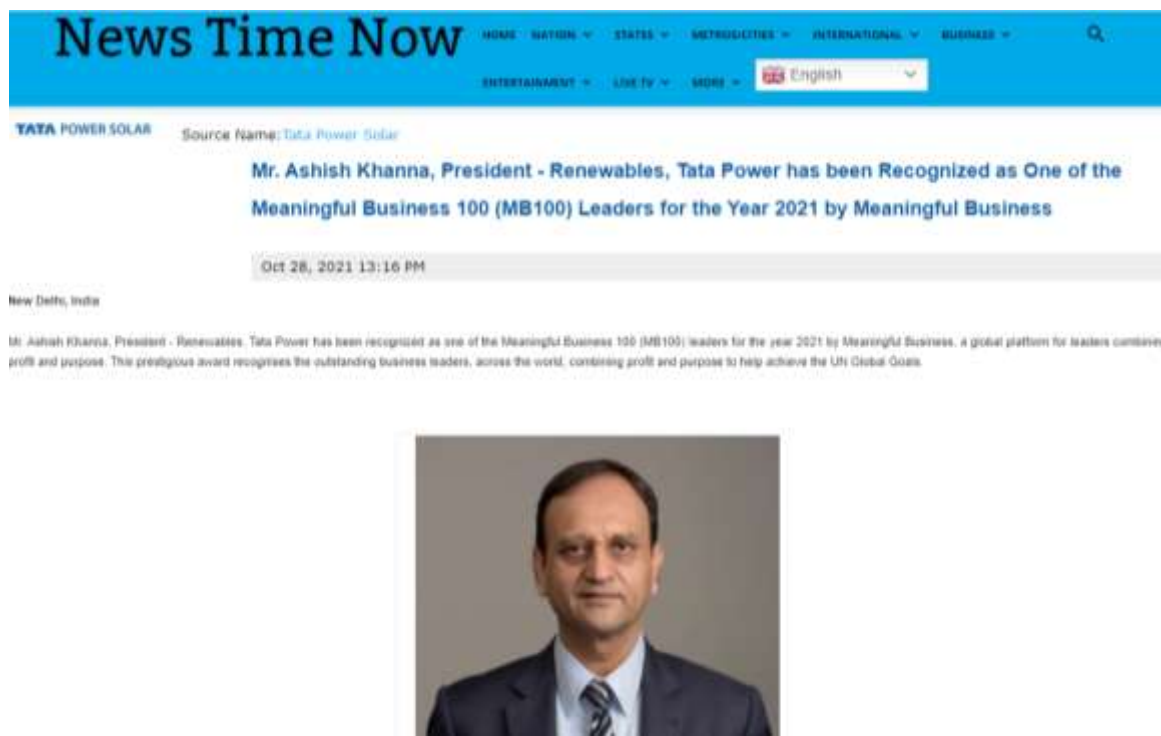 News Time Now
HOME NATION STATES METRO(D)CITIES INTERNATIONAL BUSINESS
ENTERTAINMENT LIVE TV MORE English
TATA POWER SOLAR Source Name: Tata Power Solar
Mr. Ashish Khanna, President - Renewables, Tata Power has been Recognized as One of the
Meaningful Business 100 (MB100) Leaders for the Year 2021 by Meaningful Business
Oct 28, 2021 13:16 PM
New Delhi, India
Mr. Ashish Khanna, President - Renewables, Tata Power has been recognized as one of the Meaningful Business 100 (MB100) leaders for the year 2021 by Meaningful Business, a global platform for leaders combining
profit and purpose. This prestigious award recognises the outstanding business leaders, across the world, combining profit and purpose to help achieve the UN Global Goals.